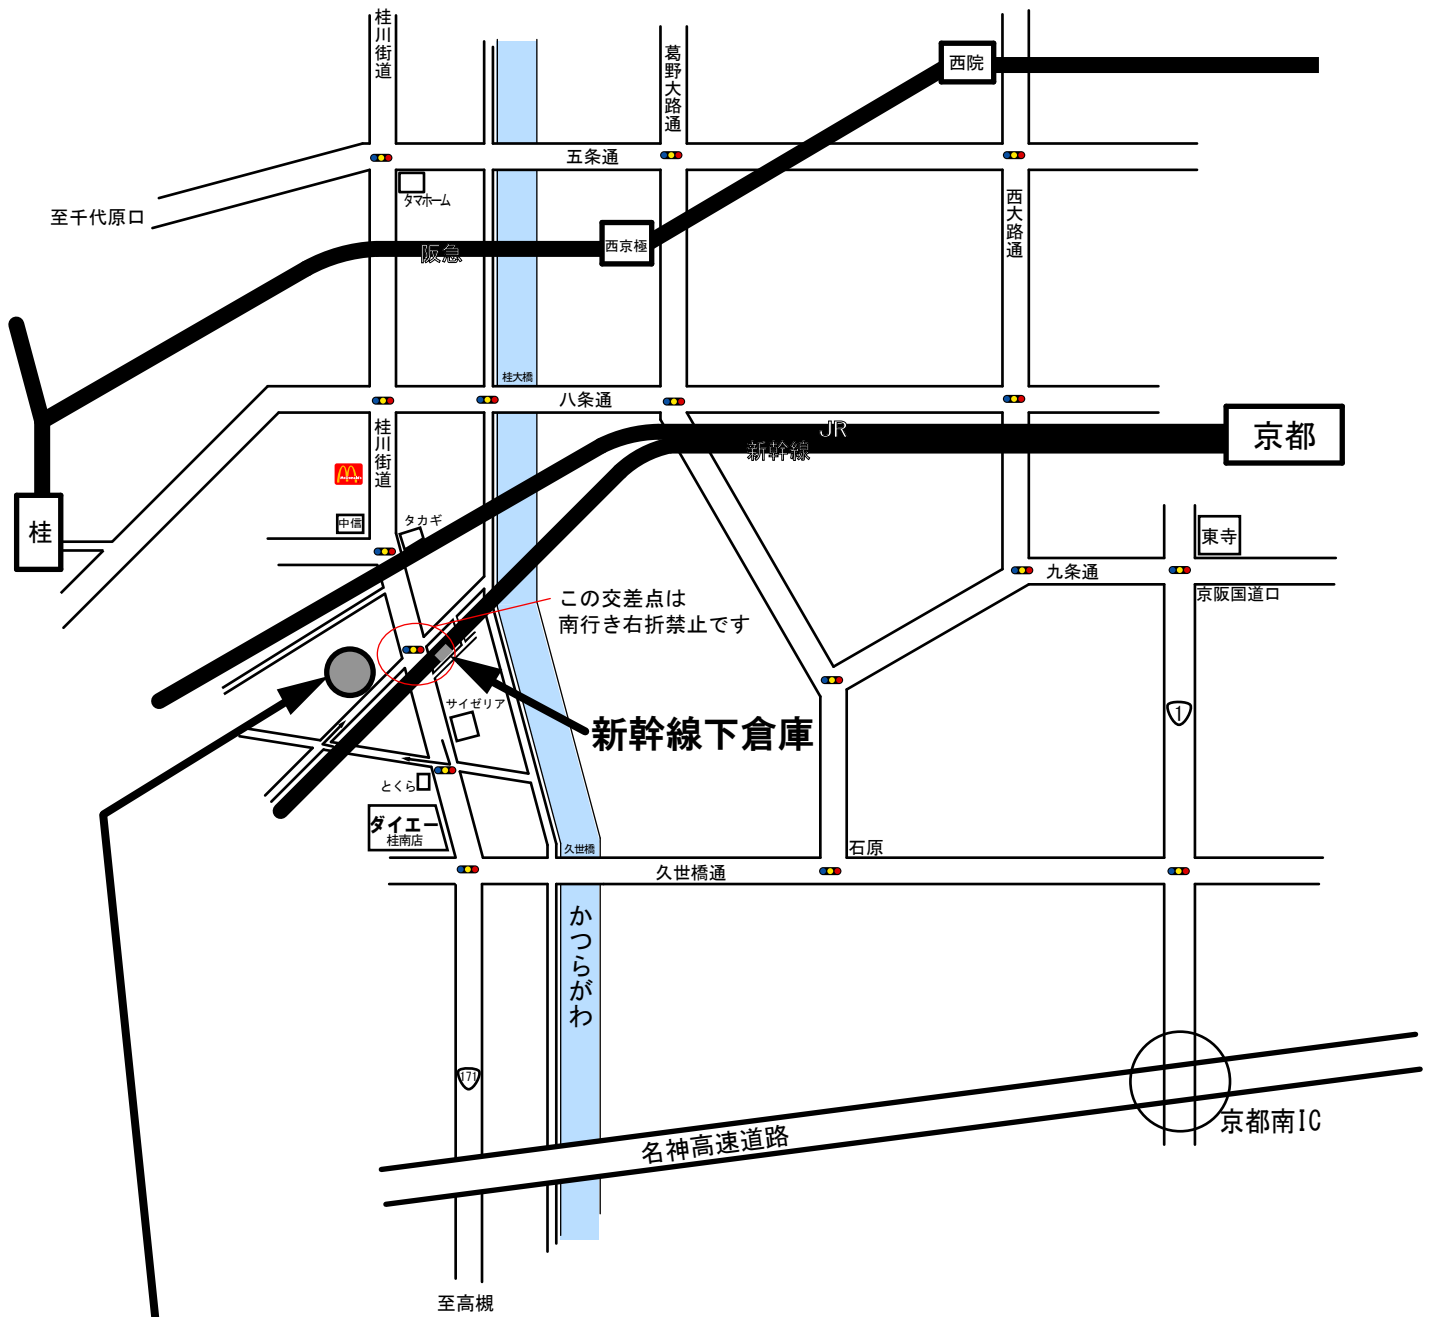 桂川街道
葛野大路通
西院
五条通
タマホーム
至千代原口
西大路通
阪急
西京極
桂大橋
八条通
JR
新幹線
京都
桂川街道
McDonald's
中信
タカギ
桂
東寺
九条通
京阪国道口
この交差点は
南行き右折禁止です
サイゼリア
新幹線下倉庫
1
とくら
ダイエー
桂南店
久世橋
石原
久世橋通
かつらがわ
171
名神高速道路
京都南IC
至高槻